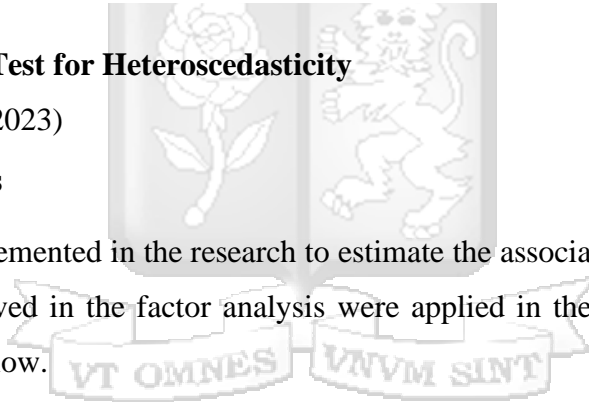 Test for Heteroscedasticity
2023)
s
emented in the research to estimate the associa
ved in the factor analysis were applied in the
low.
VT OMNES VNVM SINT